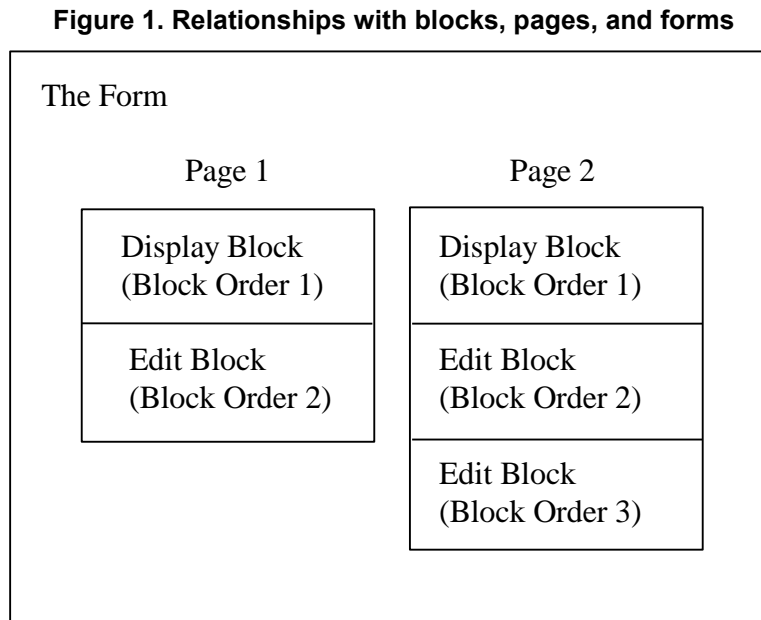 Figure 1. Relationships with blocks, pages, and forms
The Form
Page 1
Display Block
(Block Order 1)
Edit Block
(Block Order 2)
Page 2
Display Block
(Block Order 1)
Edit Block
(Block Order 2)
Edit Block
(Block Order 3)